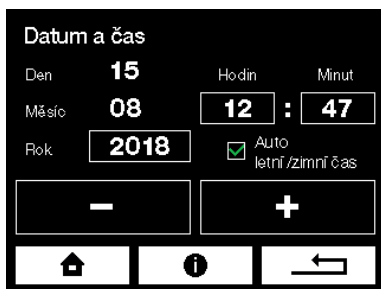 Datum a čas
Den 15 Hodin Minut
Měsíc 08 12 : 47
Rok 2018 Auto
letní/zimní čas
− +